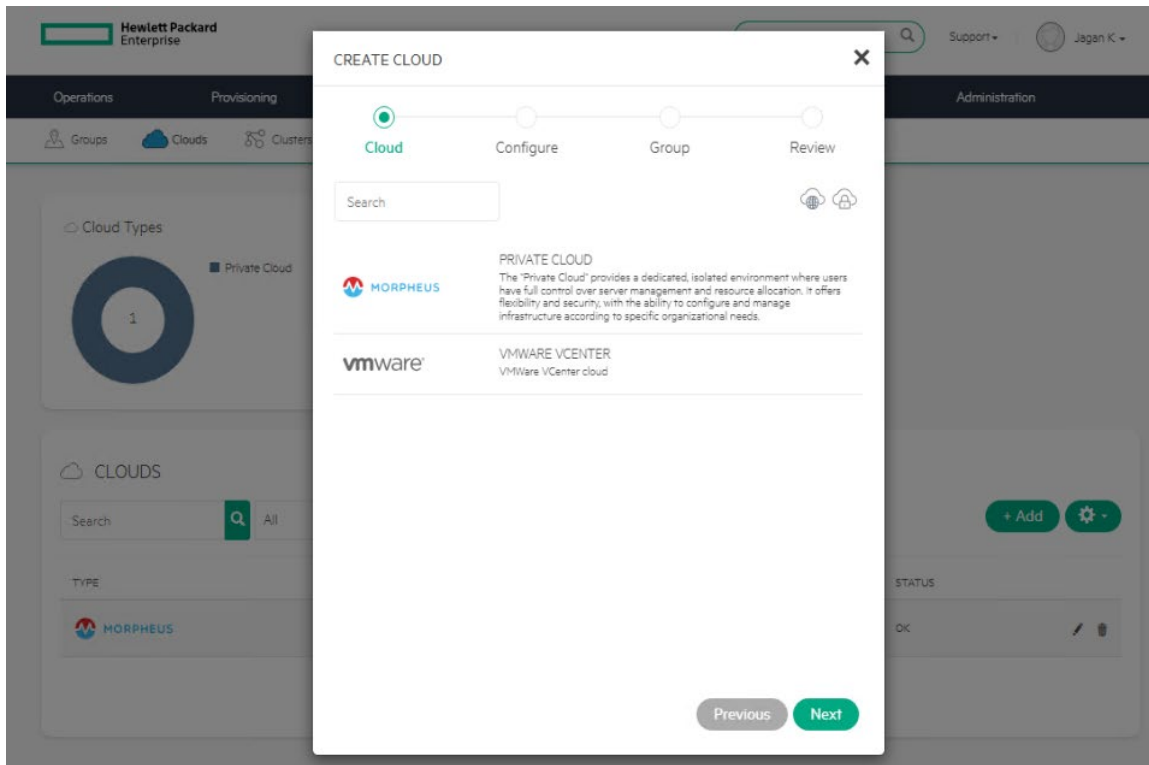 Hewlett Packard
Enterprise
Support
Jagan K
CREATE CLOUD
Operations
Provisioning
Administration
Groups
Clouds
Clusters
Cloud
Configure
Group
Review
Search
Cloud Types
Private Cloud
1
MORPHEUS
PRIVATE CLOUD
The "Private Cloud" provides a dedicated, isolated environment where users
have full control over server management and resource allocation. It offers
flexibility and security, with the ability to configure and manage
infrastructure according to specific organizational needs.
vmware
VMWARE VCENTER
VMWare VCenter cloud
CLOUDS
Search
All
+ Add
TYPE
STATUS
MORPHEUS
OK
Previous
Next